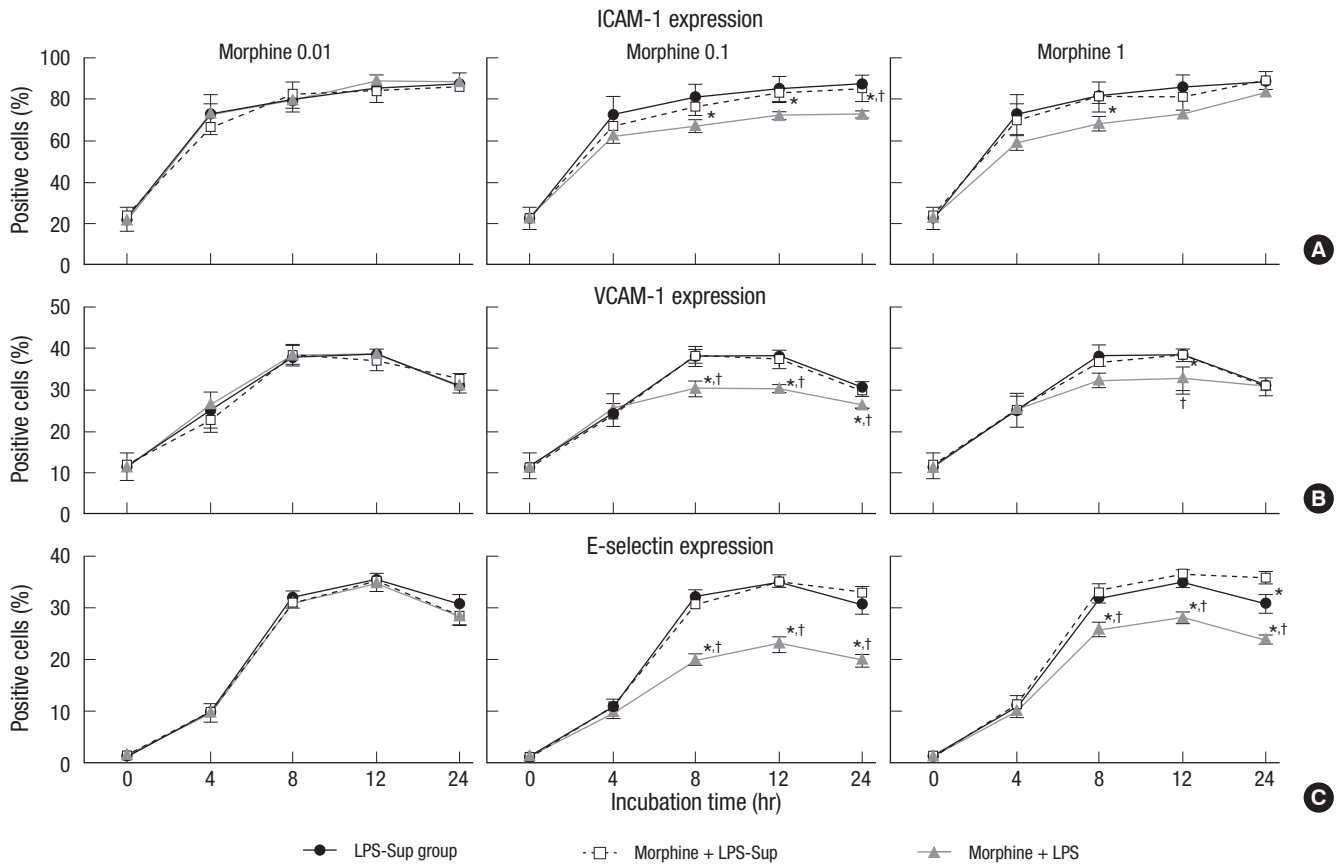 ICAM-1 expression
Morphine 0.01
Morphine 0.1
Morphine 1
Positive cells (%)
100
80
60
40
20
0
*
*
*,†
*
A
VCAM-1 expression
Positive cells (%)
50
40
30
20
10
0
*,†
*,†
*,†
*
†
B
E-selectin expression
Positive cells (%)
40
30
20
10
0
*,†
*,†
*,†
*,†
*,†
*
*,†
0 4 8 12 24
0 4 8 12 24
0 4 8 12 24
Incubation time (hr)
C
LPS-Sup group
Morphine + LPS-Sup
Morphine + LPS